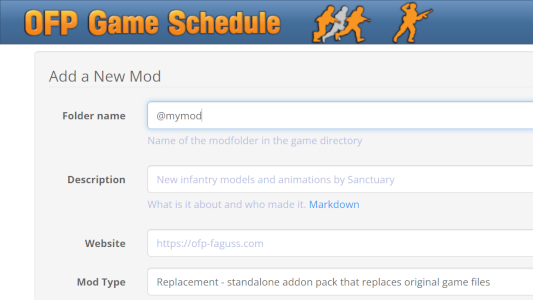 OFP Game Schedule
Add a New Mod
Folder name
@mymod
Name of the modfolder in the game directory
Description
New infantry models and animations by Sanctuary
What is it about and who made it. Markdown
Website
https://ofp-faguss.com
Mod Type
Replacement - standalone addon pack that replaces original game files